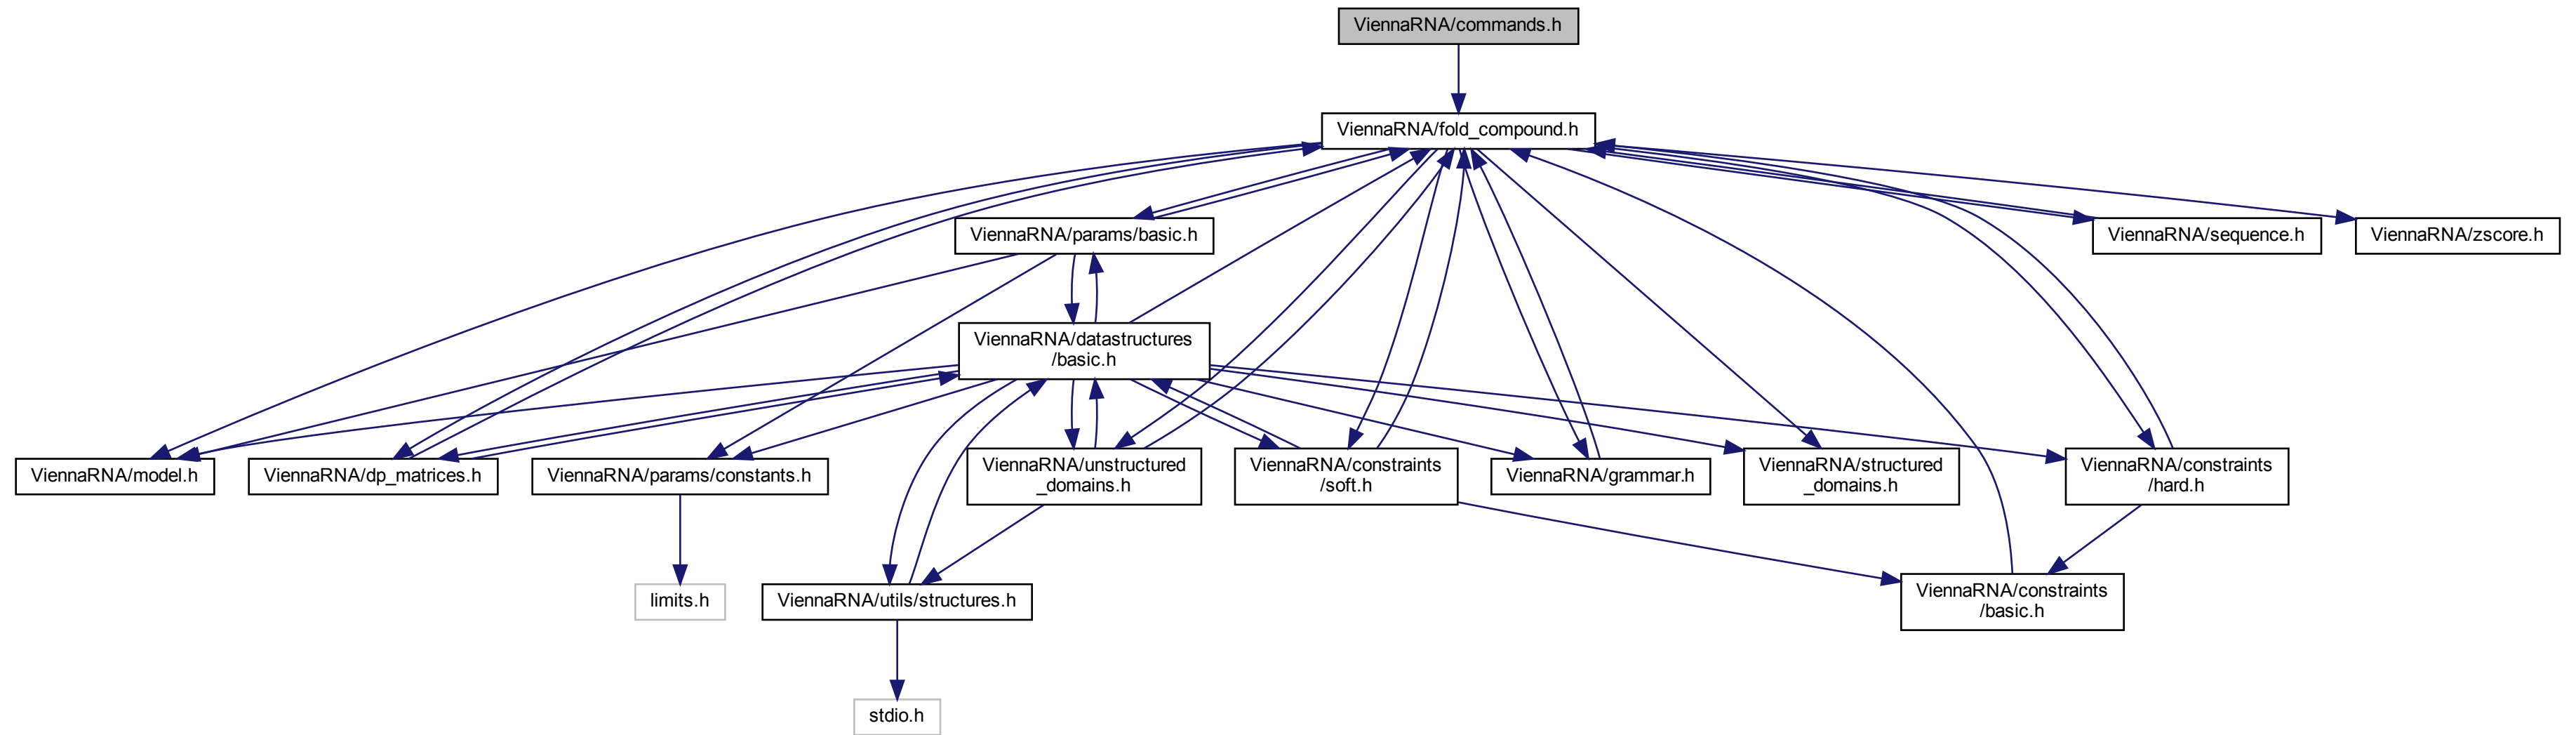 ViennaRNA/commands.h
ViennaRNA/fold_compound.h
ViennaRNA/params/basic.h
ViennaRNA/sequence.h
ViennaRNA/zscore.h
ViennaRNA/datastructures
/basic.h
ViennaRNA/model.h
ViennaRNA/dp_matrices.h
ViennaRNA/params/constants.h
ViennaRNA/unstructured
_domains.h
ViennaRNA/constraints
/soft.h
ViennaRNA/grammar.h
ViennaRNA/structured
_domains.h
ViennaRNA/constraints
/hard.h
limits.h
ViennaRNA/utils/structures.h
ViennaRNA/constraints
/basic.h
stdio.h